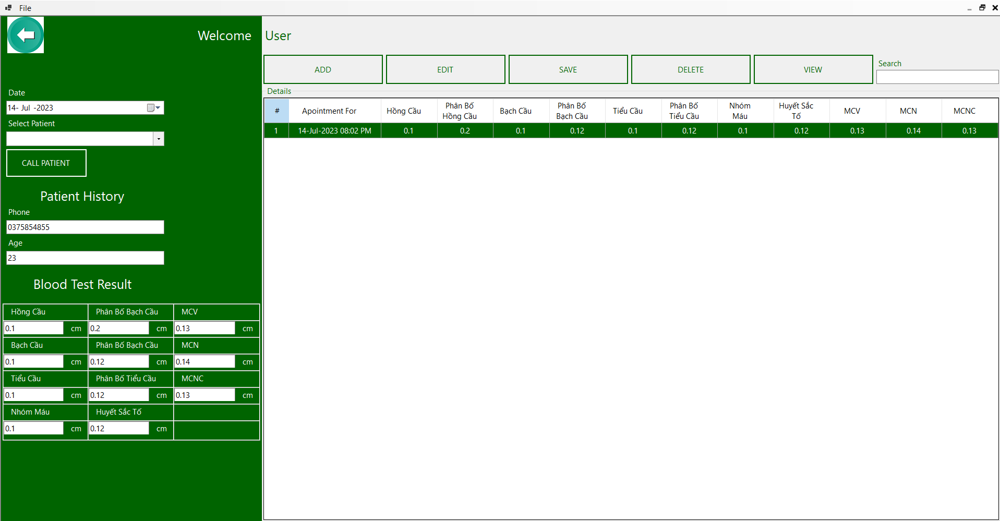 File
Welcome User
ADD EDIT SAVE DELETE VIEW Search
Details
Date
14- Jul -2023
Select Patient
CALL PATIENT
Patient History
Phone
0375854855
Age
23
Blood Test Result
Hồng Cầu Phân Bố Bạch Cầu MCV
0.1 cm 0.2 cm 0.13 cm
Bạch Cầu Phân Bố Bạch Cầu MCN
0.1 cm 0.12 cm 0.14 cm
Tiểu Cầu Phân Bố Tiểu Cầu MCNC
0.1 cm 0.12 cm 0.13 cm
Nhóm Máu Huyết Sắc Tố
0.1 cm 0.12 cm
# Apointment For Hồng Cầu Phân Bố Hồng Cầu Bạch Cầu Phân Bố Bạch Cầu Tiểu Cầu Phân Bố Tiểu Cầu Nhóm Máu Huyết Sắc Tố MCV MCN MCNC
1 14-Jul-2023 08:02 PM 0.1 0.2 0.1 0.12 0.1 0.12 0.1 0.12 0.13 0.14 0.13